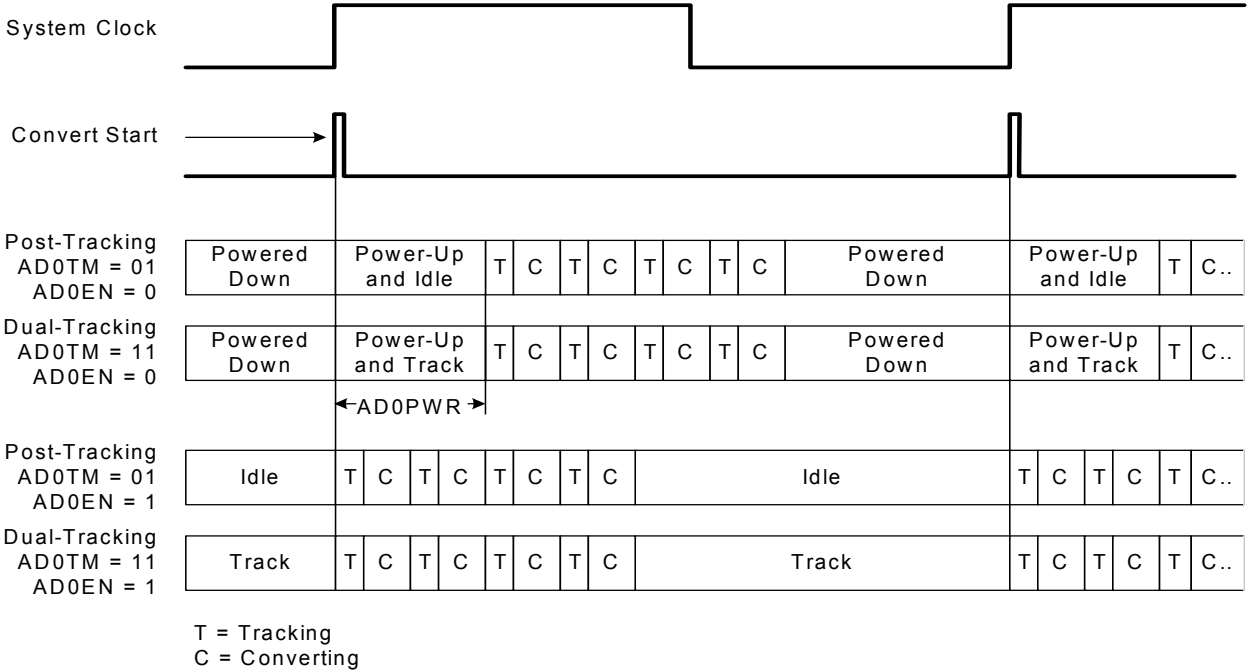 System Clock
Convert Start
Post-Tracking
AD0TM = 01
AD0EN = 0
Powered
Down
Power-Up
and Idle
T C T C T C T C
Powered
Down
Power-Up
and Idle
T C..
Dual-Tracking
AD0TM = 11
AD0EN = 0
Powered
Down
Power-Up
and Track
T C T C T C T C
Powered
Down
Power-Up
and Track
T C..
AD0PWR
Post-Tracking
AD0TM = 01
AD0EN = 1
Idle T C T C T C T C Idle T C T C T C..
Dual-Tracking
AD0TM = 11
AD0EN = 1
Track T C T C T C T C Track T C T C T C..
T = Tracking
C = Converting